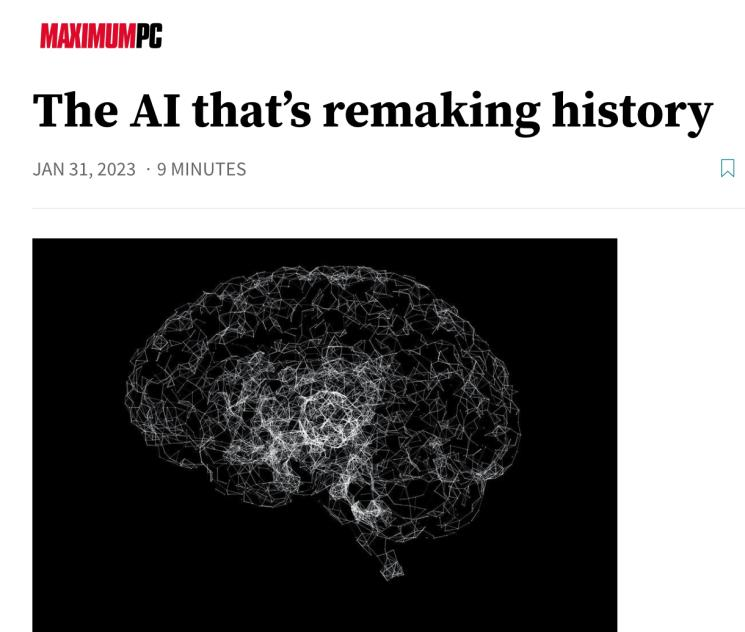 MAXIMUMPC
The AI that’s remaking history
JAN 31, 2023 · 9 MINUTES